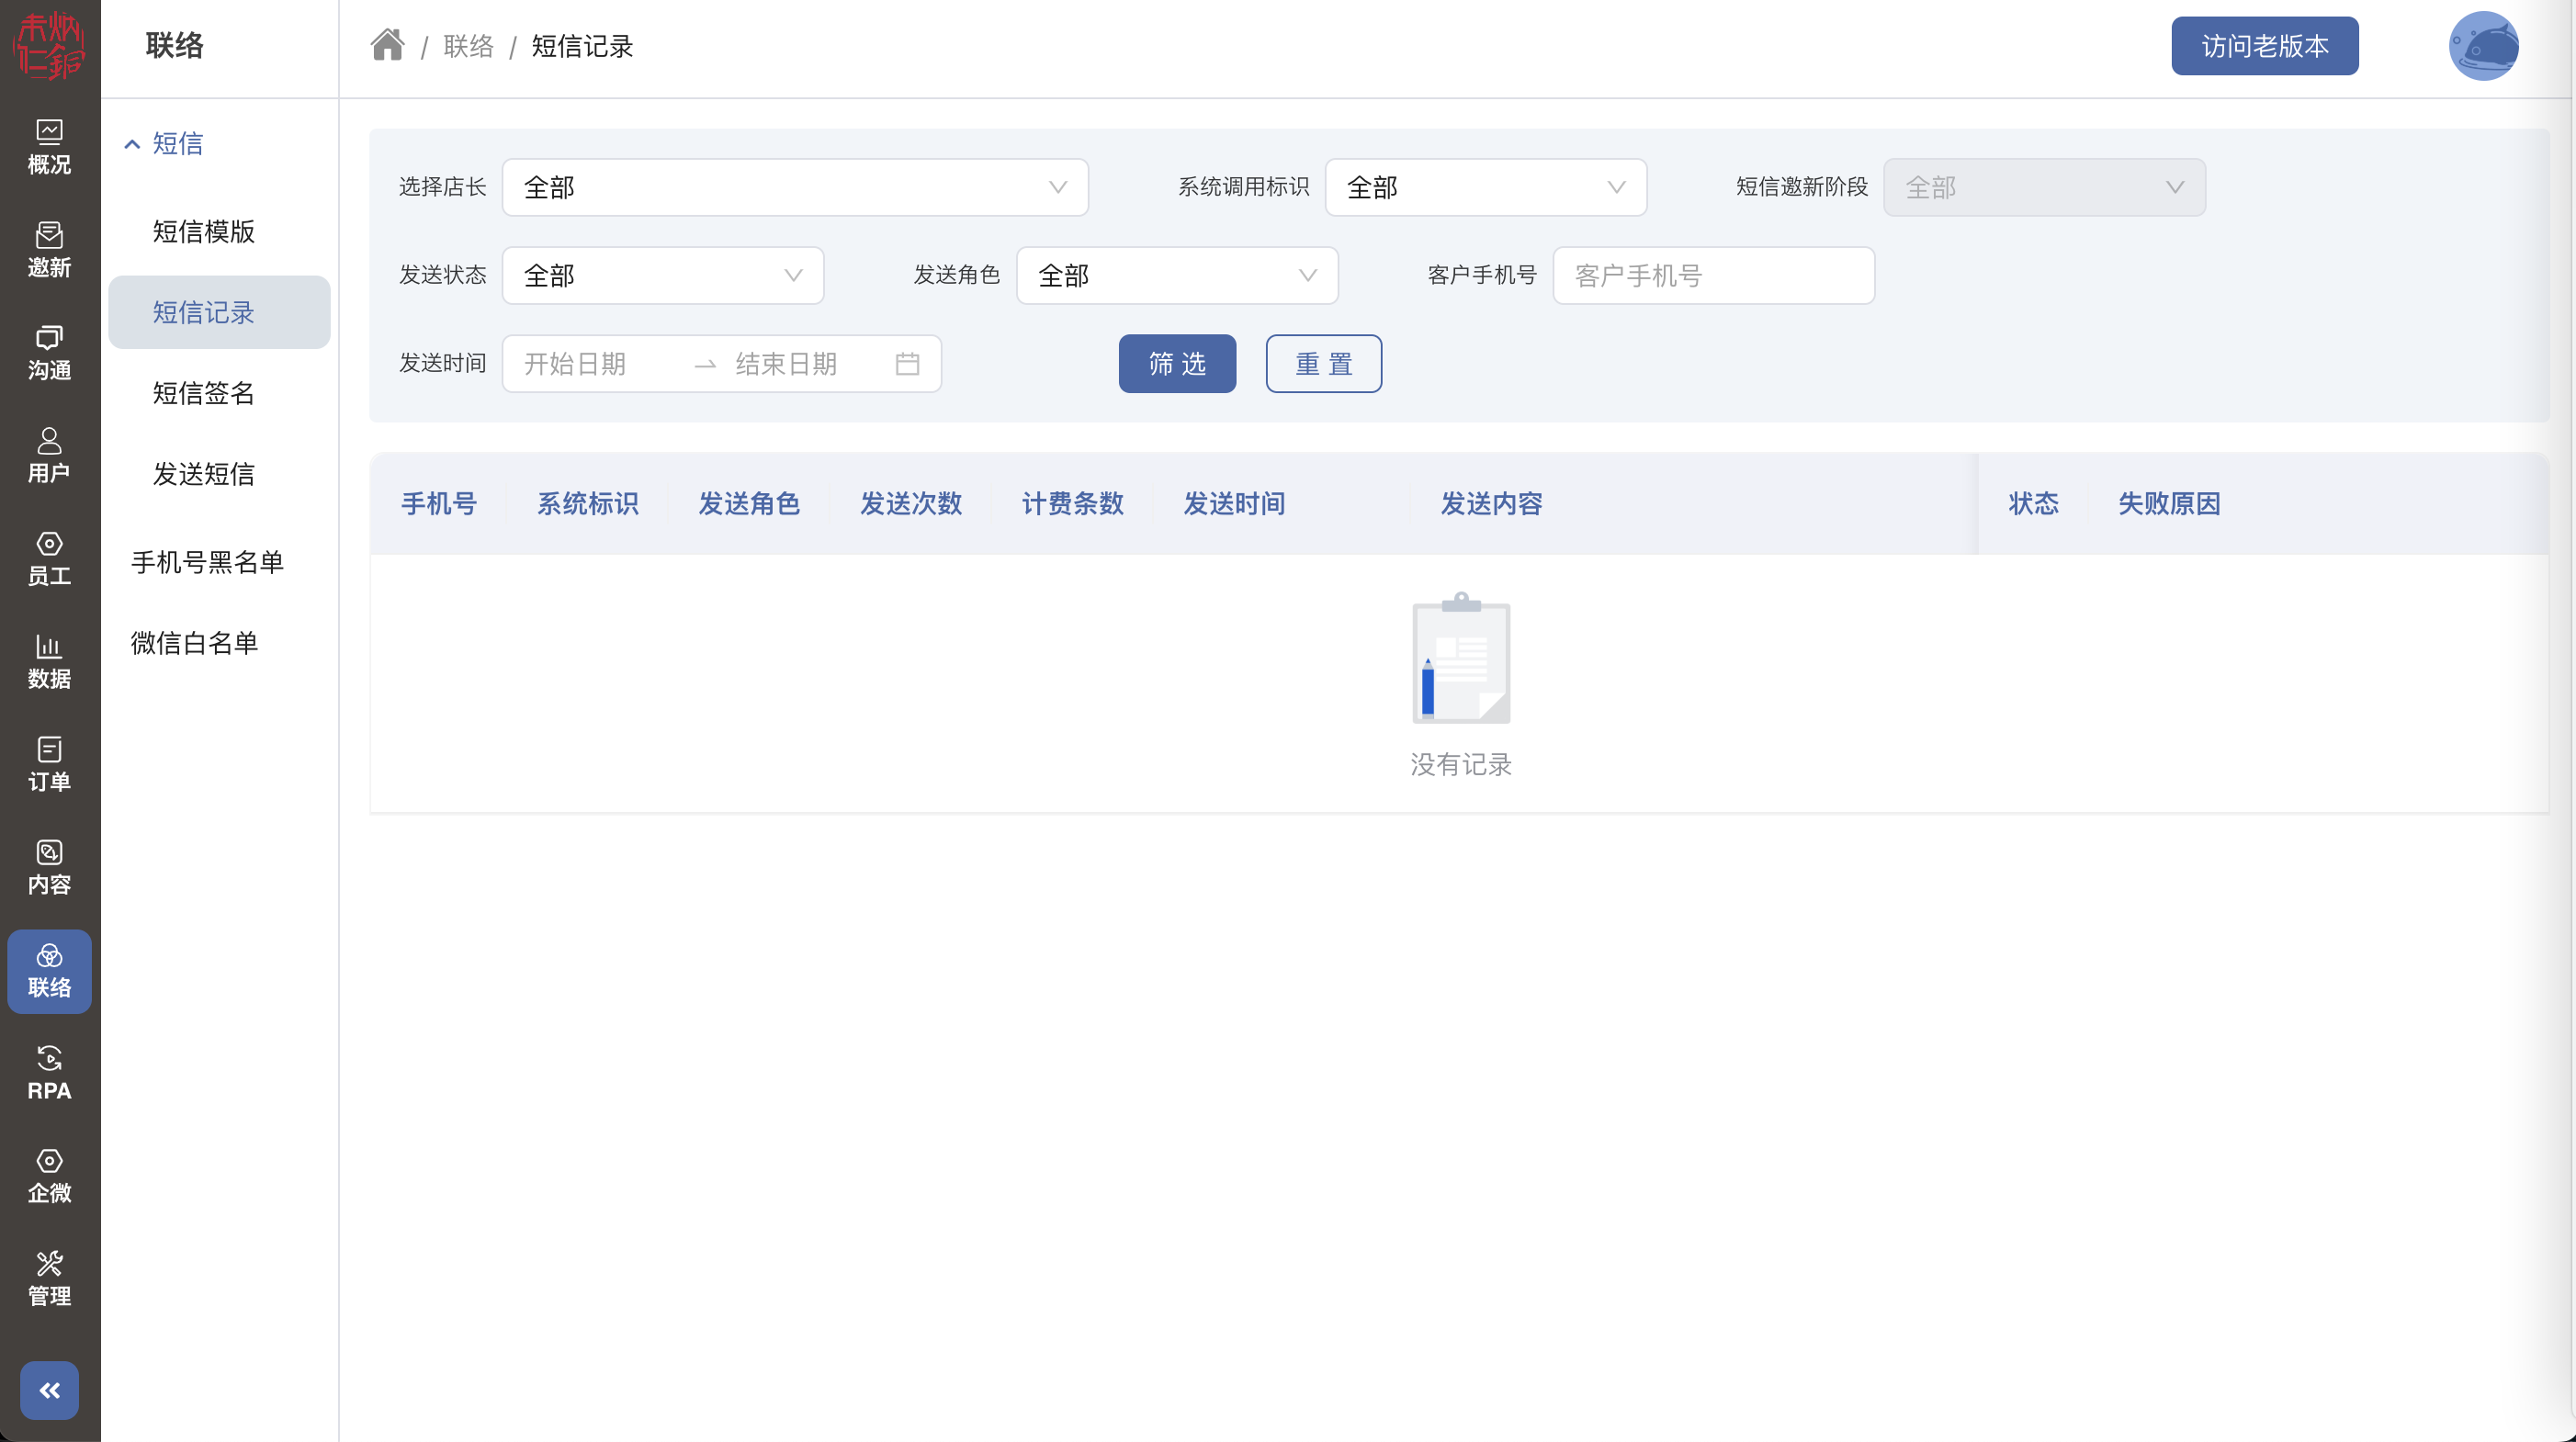 联络
/ 联络 / 短信记录
访问老版本
概况
邀新
沟通
用户
员工
数据
订单
内容
联络
RPA
企微
管理
短信
短信模版
短信记录
短信签名
发送短信
手机号黑名单
微信白名单
选择店长 全部 系统调用标识 全部 短信邀新阶段 全部
发送状态 全部 发送角色 全部 客户手机号 客户手机号
发送时间 开始日期 结束日期 筛选 重置
手机号 系统标识 发送角色 发送次数 计费条数 发送时间 发送内容 状态 失败原因
没有记录